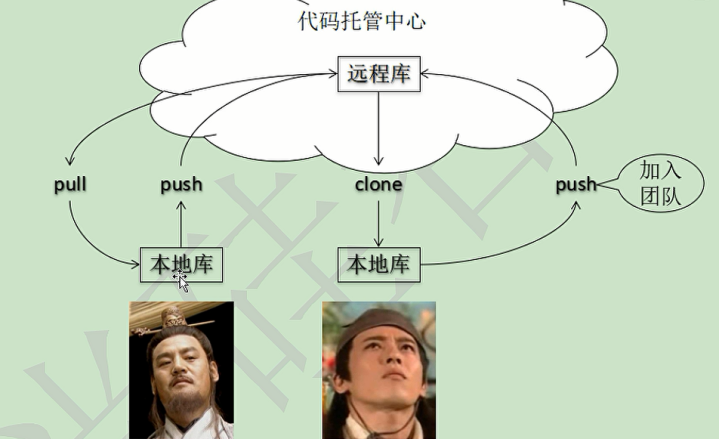 代码托管中心
远程库
pull
push
clone
push
加入
团队
本地库
本地库